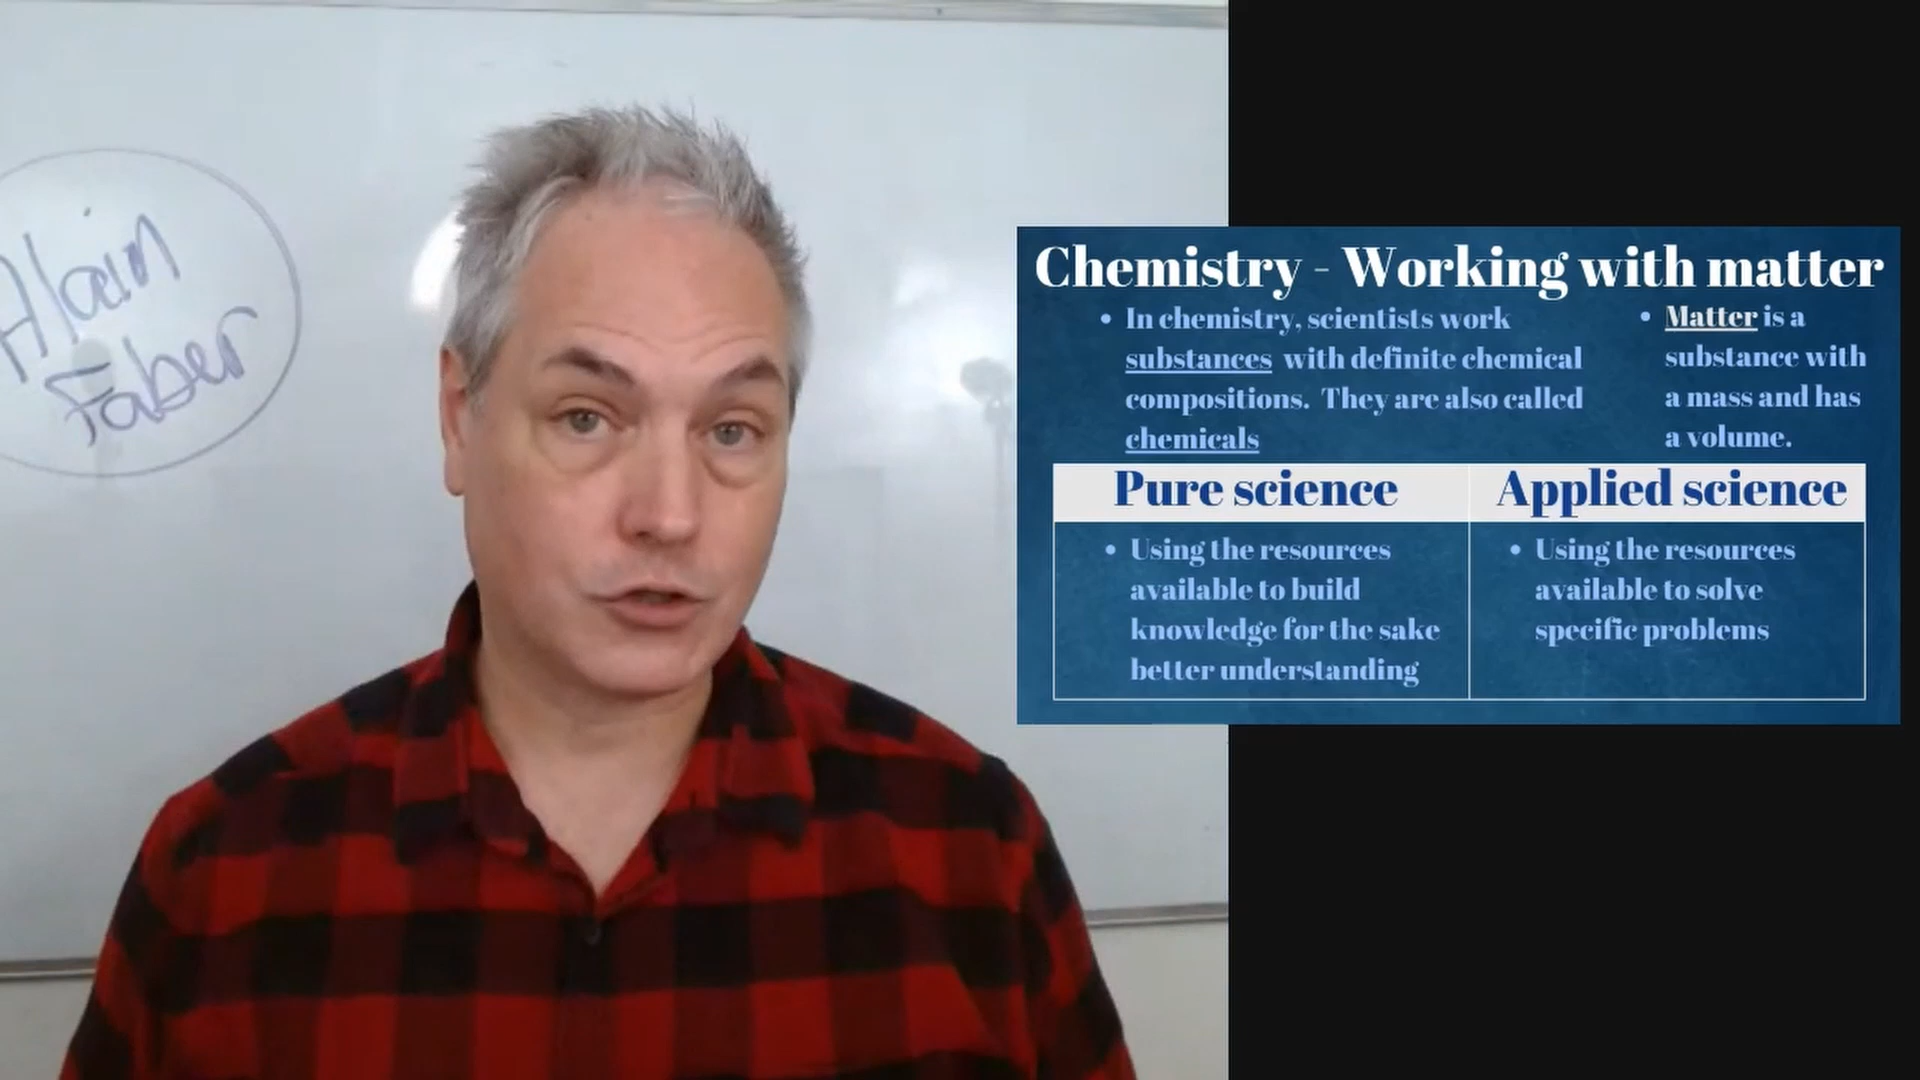 Alain
Faber
Chemistry - Working with matter
• In chemistry, scientists work
substances with definite chemical
compositions. They are also called
chemicals
• Matter is a
substance with
a mass and has
a volume.
Pure science
• Using the resources
available to build
knowledge for the sake
better understanding
Applied science
• Using the resources
available to solve
specific problems